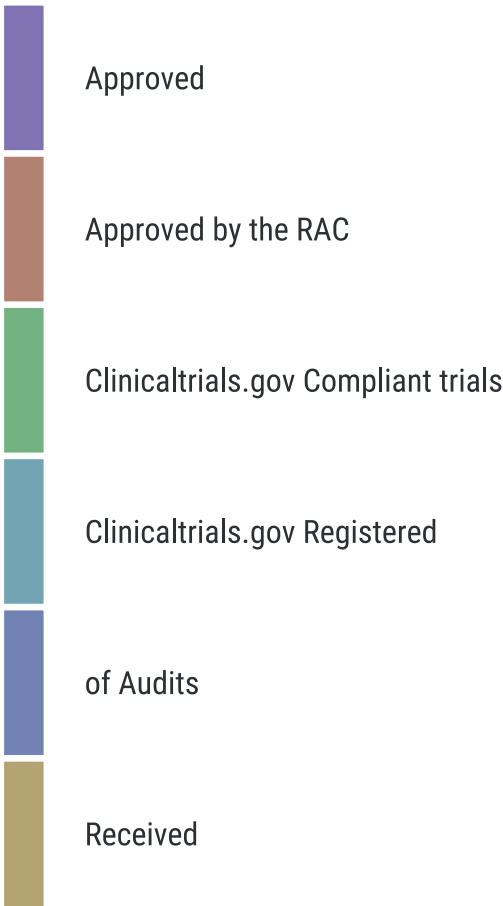 Approved
Approved by the RAC
Clinicaltrials.gov Compliant trials
Clinicaltrials.gov Registered
of Audits
Received